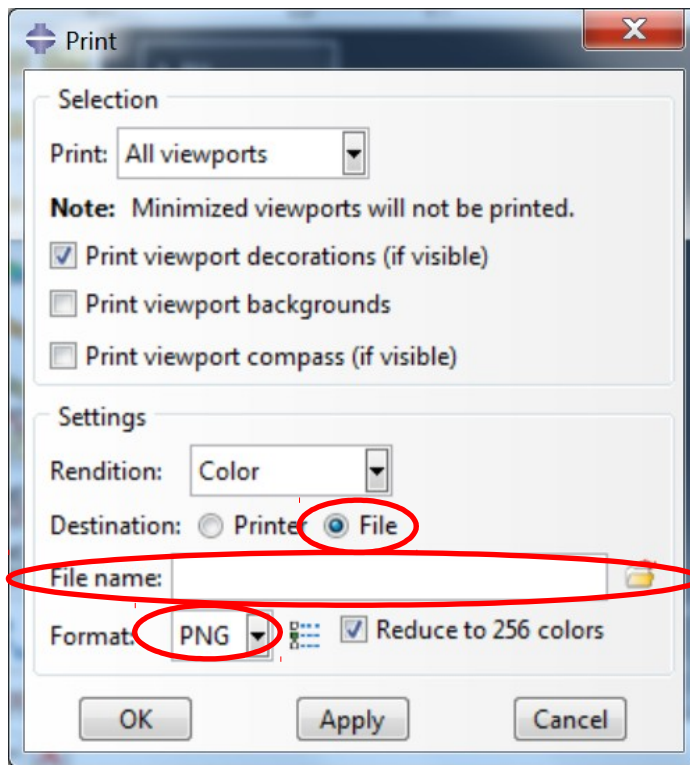 Print
Selection
Print: All viewports
Note: Minimized viewports will not be printed.
Print viewport decorations (if visible)
Print viewport backgrounds
Print viewport compass (if visible)
Settings
Rendition: Color
Destination: Printer File
File name:
Format: PNG Reduce to 256 colors
OK Apply Cancel